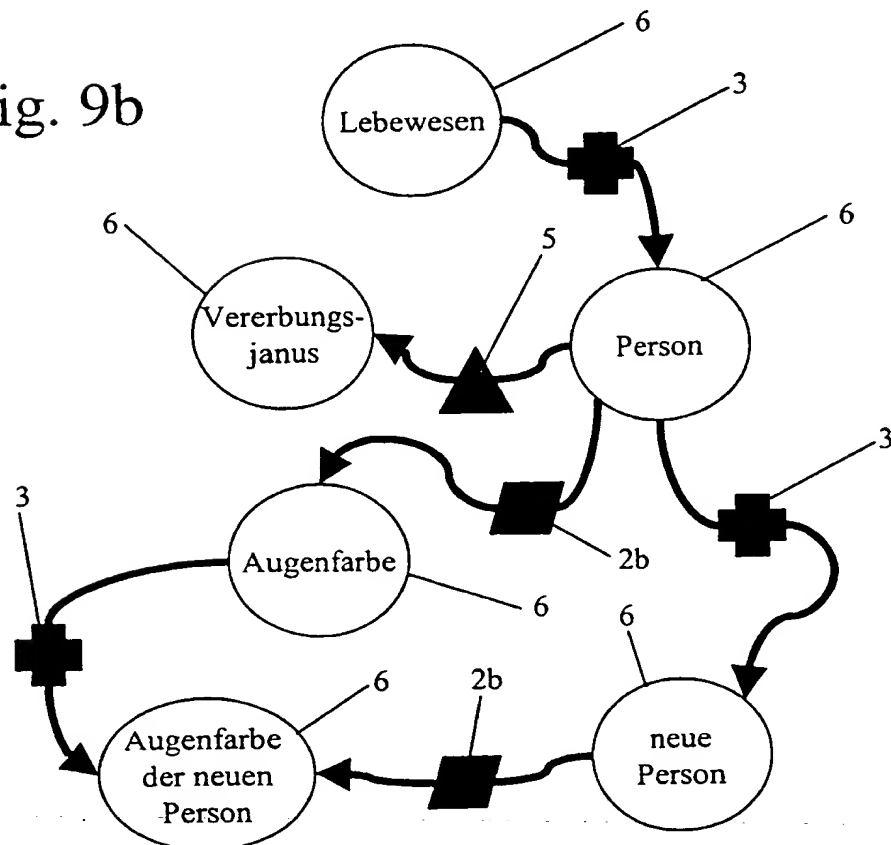 6
ig. 9b
3
Lebewesen
6
6
5
Vererbungs-
janus
Person
3
3
2b
Augenfarbe
6
6
6
2b
Augenfarbe
der neuen
Person
neue
Person